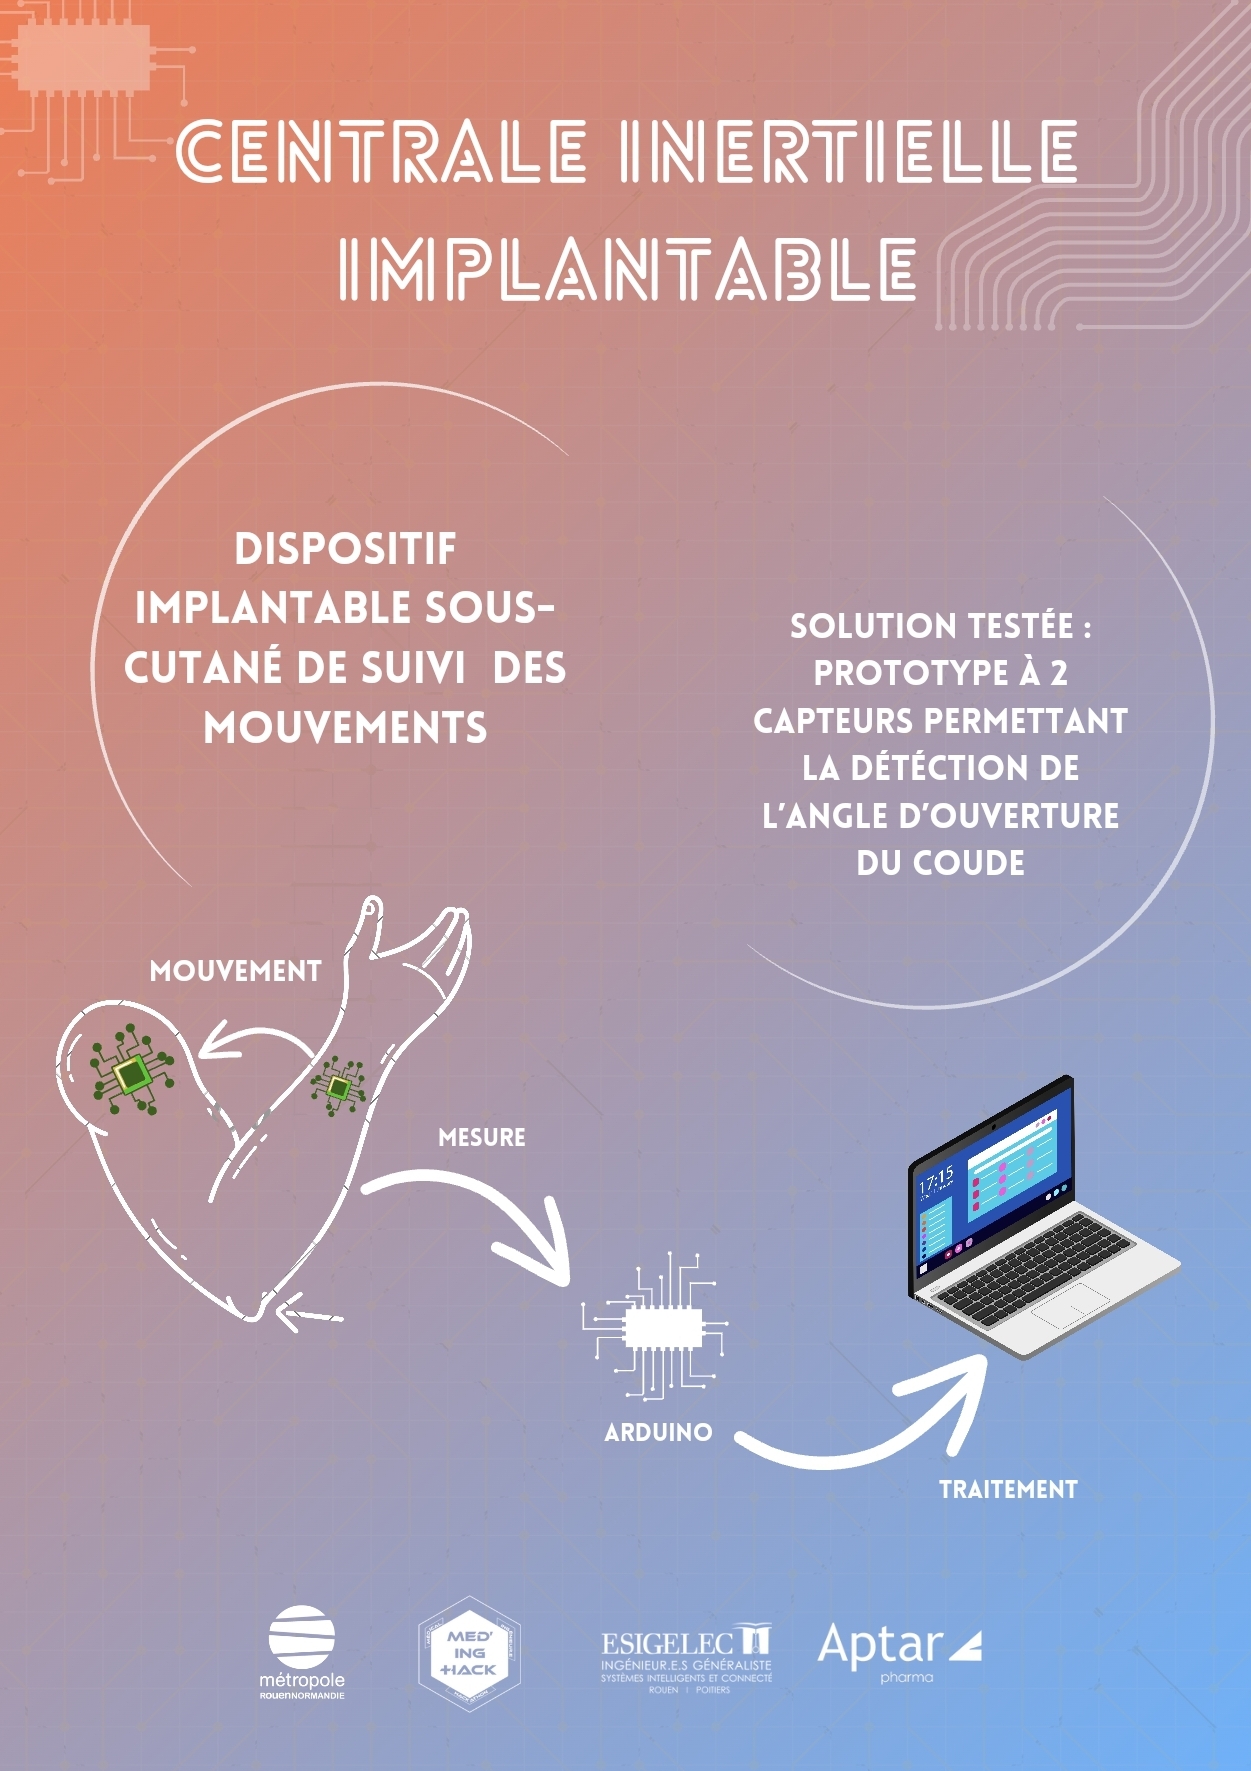 CENTRALE INERTIELLE
IMPLANTABLE
DISPOSITIF
IMPLANTABLE SOUS-
CUTANÉ DE SUIVI DES
MOUVEMENTS
SOLUTION TESTÉE :
PROTOTYPE À 2
CAPTEURS PERMETTANT
LA DÉTÉCTION DE
L'ANGLE D'OUVERTURE
DU COUDE
MOUVEMENT
MESURE
17:15
ARDUINO
TRAITEMENT
métropole
ROUENNORMANDIE
MED'
ING
HACK
ESIGELEC
INGÉNIEUR.E.S GÉNÉRALISTE
SYSTÈMES INTELLIGENTS ET CONNECTÉ
ROUEN | POITIERS
Aptar
pharma